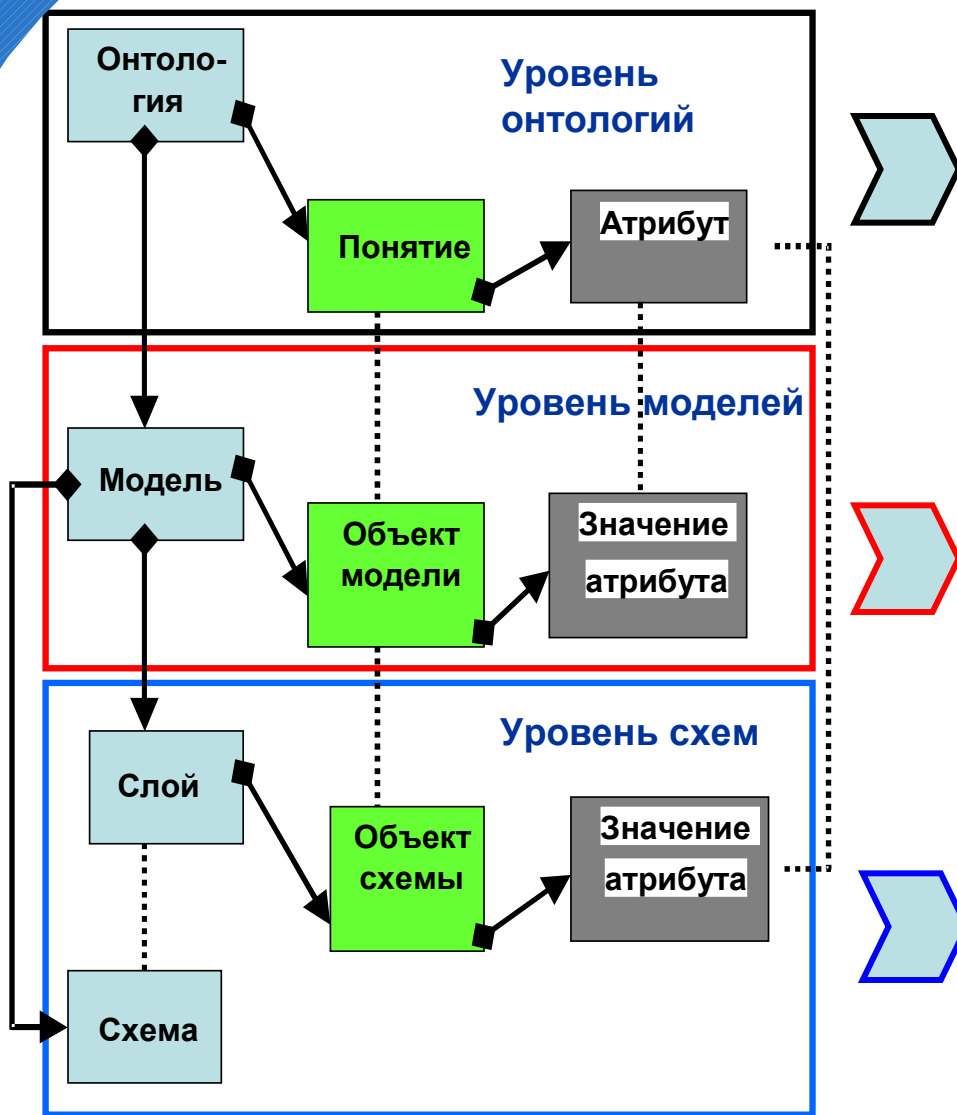 Онтоло-
гия
Уровень
онтологий
Понятие
Атрибут
Уровень моделей
Модель
Объект
модели
Значение
атрибута
Уровень схем
Слой
Объект
схемы
Значение
атрибута
Схема